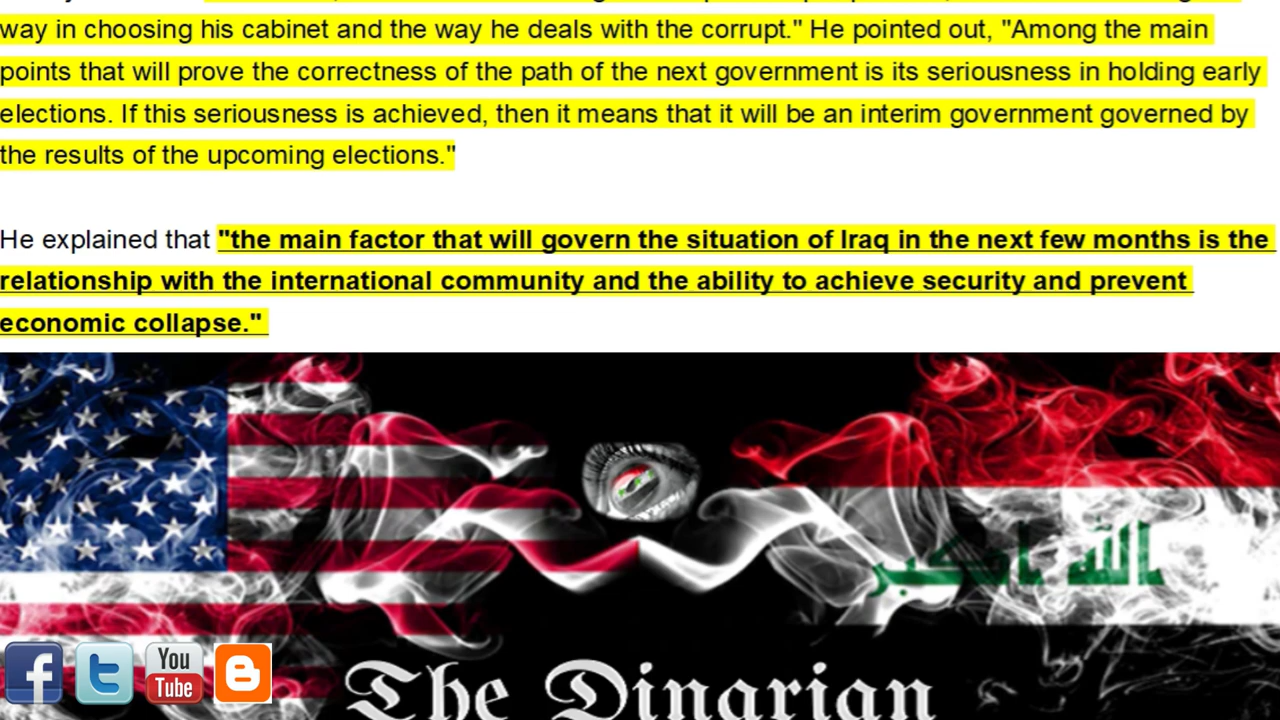 way in choosing his cabinet and the way he deals with the corrupt." He pointed out, "Among the main
points that will prove the correctness of the path of the next government is its seriousness in holding early
elections. If this seriousness is achieved, then it means that it will be an interim government governed by
the results of the upcoming elections."
He explained that "the main factor that will govern the situation of Iraq in the next few months is the
relationship with the international community and the ability to achieve security and prevent
economic collapse."
الله اكبر
You
Tube
The Dinarian